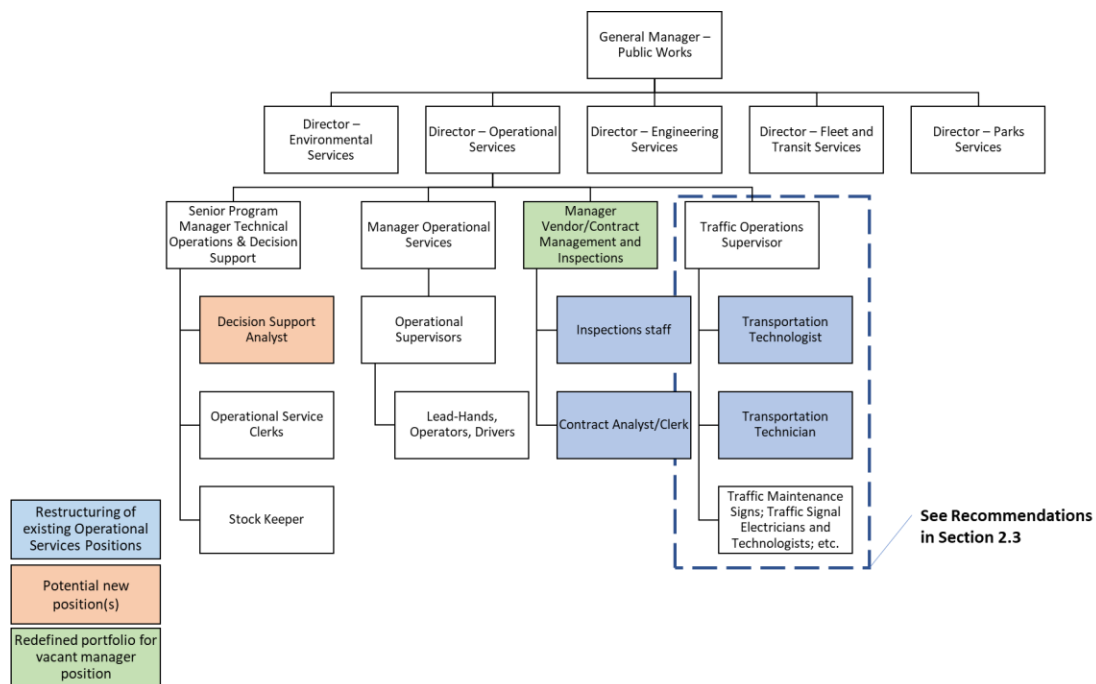 General Manager –
Public Works
Director –
Environmental
Services
Director – Operational
Services
Director – Engineering
Services
Director – Fleet and
Transit Services
Director – Parks
Services
Senior Program
Manager Technical
Operations & Decision
Support
Manager Operational
Services
Manager
Vendor/Contract
Management and
Inspections
Traffic Operations
Supervisor
Decision Support
Analyst
Operational
Supervisors
Inspections staff
Transportation
Technologist
Operational Service
Clerks
Lead-Hands,
Operators, Drivers
Contract Analyst/Clerk
Transportation
Technician
Stock Keeper
Traffic Maintenance
Signs; Traffic Signal
Electricians and
Technologists; etc.
See Recommendations
in Section 2.3
Restructuring of
existing Operational
Services Positions
Potential new
position(s)
Redefined portfolio for
vacant manager
position